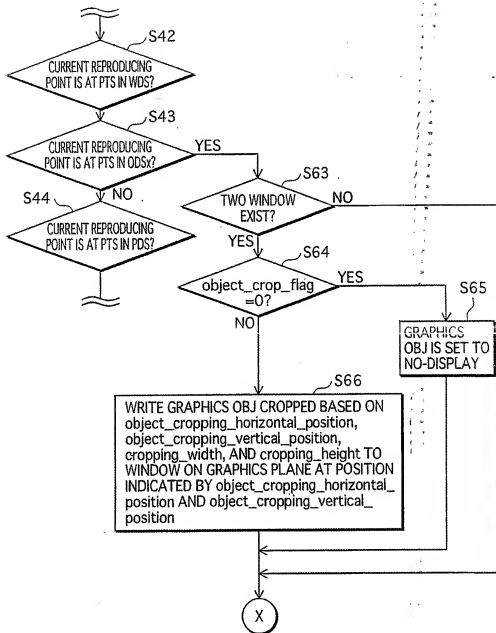 S42
CURRENT REPRODUCING
POINT IS AT PTS IN WDS?
S43
CURRENT REPRODUCING
POINT IS AT PTS IN ODSx?
YES
NO
S44
CURRENT REPRODUCING
POINT IS AT PTS IN PDS?
S63
TWO WINDOW
EXIST?
NO
YES
S64
object_crop_flag
=0?
YES
NO
S65
GRAPHICS
OBJ IS SET TO
NO-DISPLAY
S66
WRITE GRAPHICS OBJ CROPPED BASED ON
object_cropping_horizontal_position,
object_cropping_vertical_position,
cropping_width, AND cropping_height TO
WINDOW ON GRAPHICS PLANE AT POSITION
INDICATED BY object_cropping_horizontal_
position AND object_cropping_vertical_
position
X